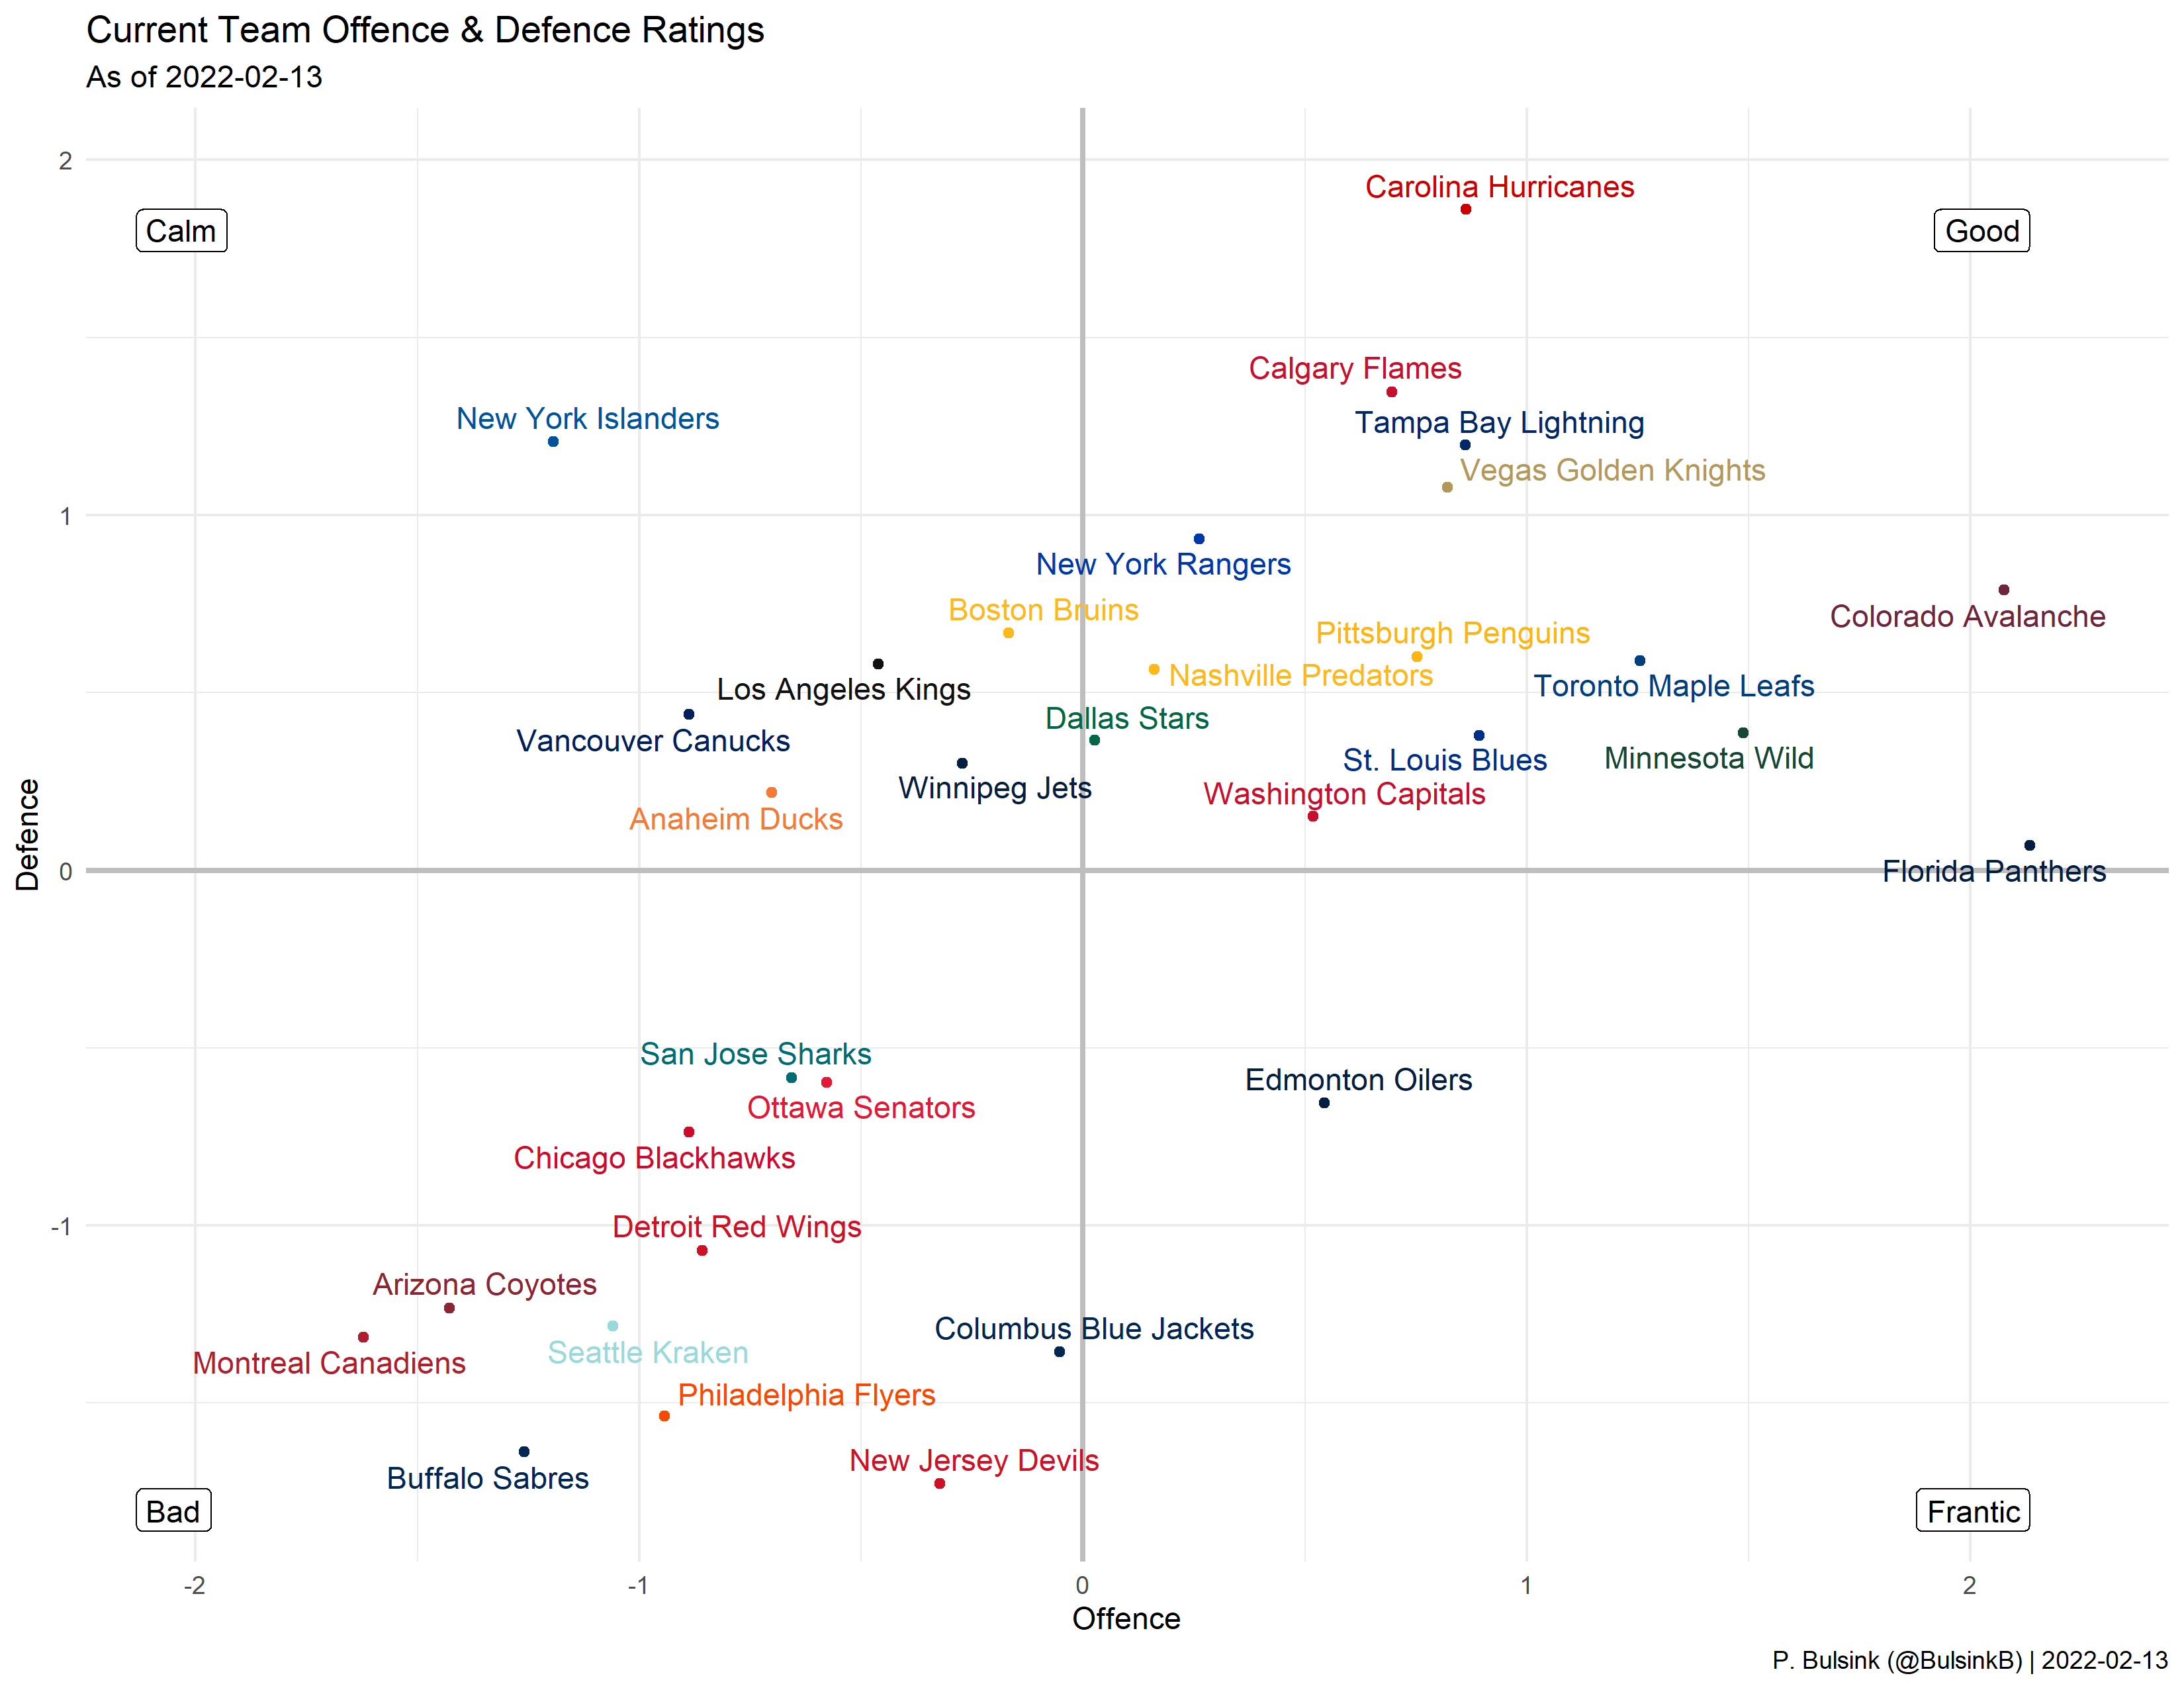 Current Team Offence & Defence Ratings
As of 2022-02-13
2
Carolina Hurricanes
Calm
Good
Calgary Flames
New York Islanders
Tampa Bay Lightning
Vegas Golden Knights
1
New York Rangers
Boston Bruins
Colorado Avalanche
Pittsburgh Penguins
Nashville Predators
Los Angeles Kings
Toronto Maple Leafs
Dallas Stars
Vancouver Canucks
St. Louis Blues
Minnesota Wild
Winnipeg Jets
Washington Capitals
Anaheim Ducks
Defence
0
Florida Panthers
San Jose Sharks
Edmonton Oilers
Ottawa Senators
Chicago Blackhawks
-1
Detroit Red Wings
Arizona Coyotes
Columbus Blue Jackets
Seattle Kraken
Montreal Canadiens
Philadelphia Flyers
New Jersey Devils
Buffalo Sabres
Bad
Frantic
-2
-1
0
1
2
Offence
P. Bulsink (@BulsinkB) | 2022-02-13